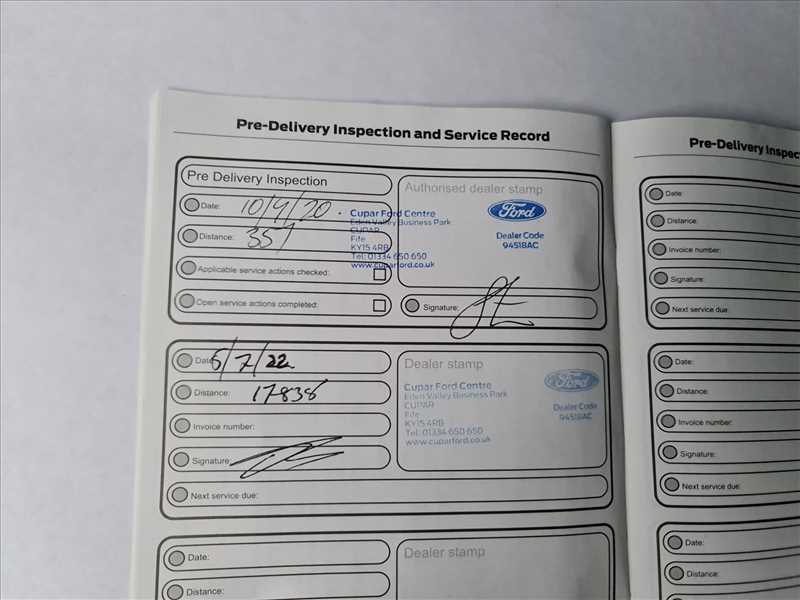 Pre-Delivery Inspection and Service Record
Pre Delivery Inspection
Date: 10/9/20
Distance: 357
Applicable service actions checked:
Open service actions completed:
Authorised dealer stamp
Cupar Ford Centre
Eden Valley Business Park
CUPAR
Fife
KY15 4RB
Tel: 01334 650 650
www.cuparford.co.uk
Ford
Dealer Code
94518AC
Signature:
Date: 5/7/22
Distance: 17838
Invoice number:
Signature:
Next service due:
Dealer stamp
Cupar Ford Centre
Eden Valley Business Park
CUPAR
Fife
KY15 4RB
Tel: 01334 650 650
www.cuparford.co.uk
Ford
Dealer Code
94518AC
Date:
Distance:
Dealer stamp
Pre-Delivery Inspec
Date:
Distance:
Invoice number:
Signature:
Next service due:
Date:
Distance:
Invoice number:
Signature:
Next service due:
Date:
Distance: